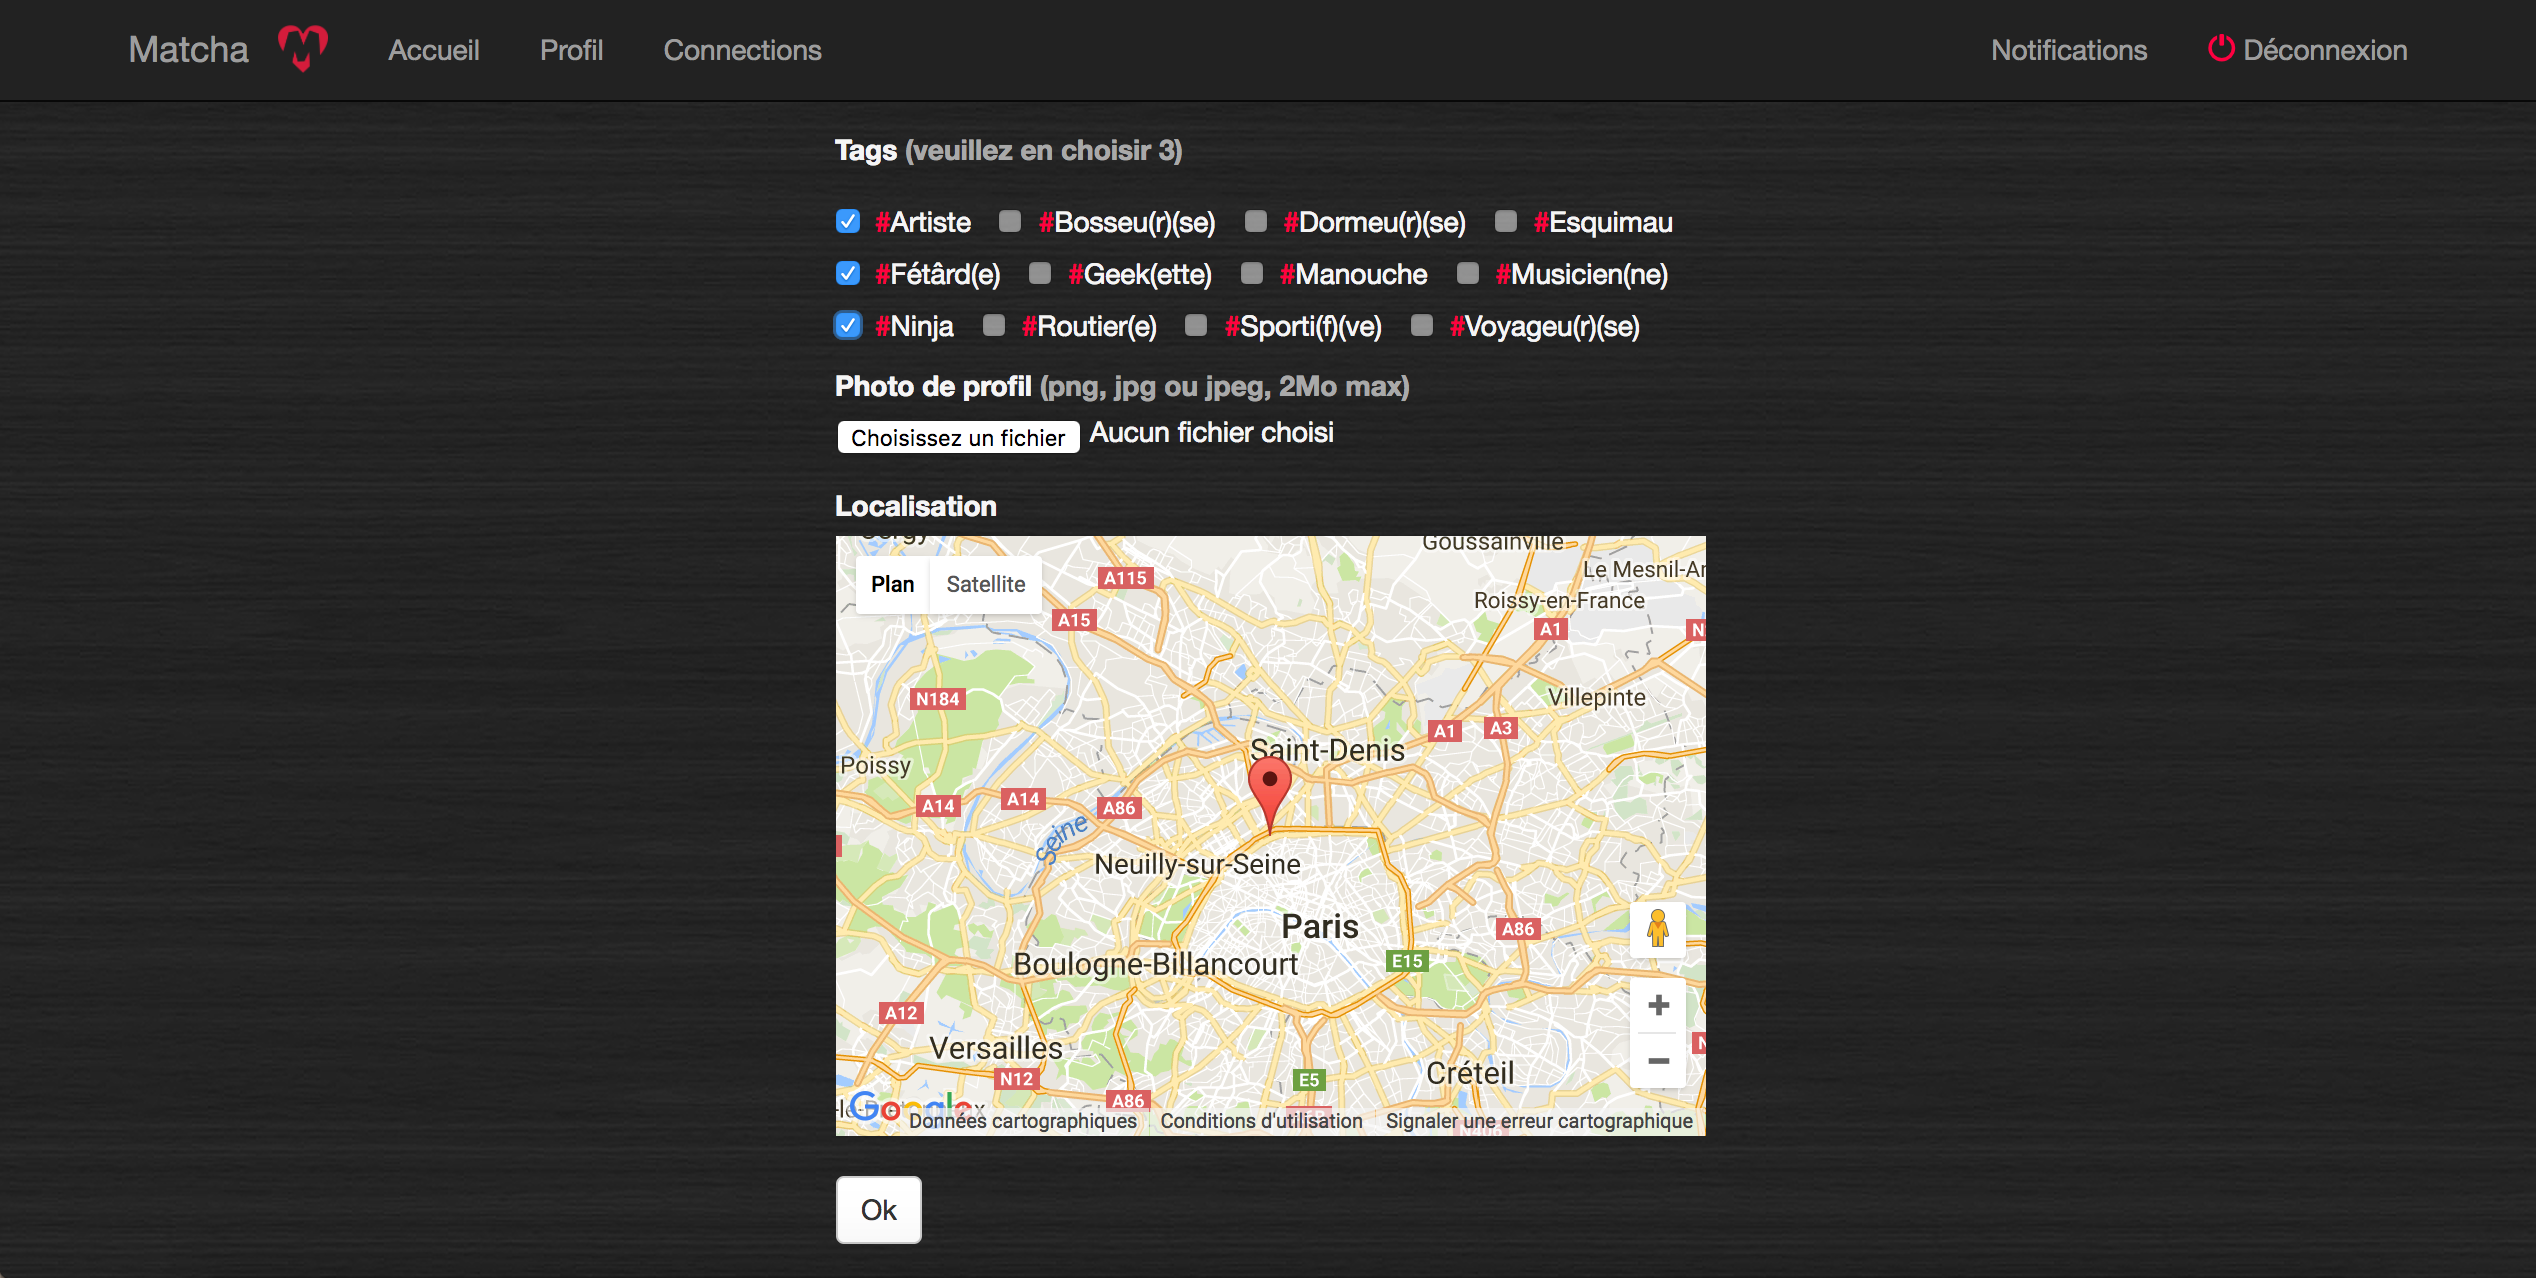 Matcha Accueil Profil Connections Notifications Déconnexion
Tags (veuillez en choisir 3)
#Artiste #Bosseu(r)(se) #Dormeu(r)(se) #Esquimau
#Fétârd(e) #Geek(ette) #Manouche #Musicien(ne)
#Ninja #Routier(e) #Sporti(f)(ve) #Voyageu(r)(se)
Photo de profil (png, jpg ou jpeg, 2Mo max)
Choisissez un fichier Aucun fichier choisi
Localisation
Goussainville
Le Mesnil-
Plan Satellite
A115
Roissy-en-France
A15
A1
N184
Villepinte
A1
A3
Saint-Denis
Poissy
A14
A14
A86
Seine
Neuilly-sur-Seine
Paris
A86
Boulogne-Billancourt
E15
A12
+
Versailles
−
Créteil
N12
E5
A86
Google
Données cartographiques Conditions d'utilisation Signaler une erreur cartographique
Ok